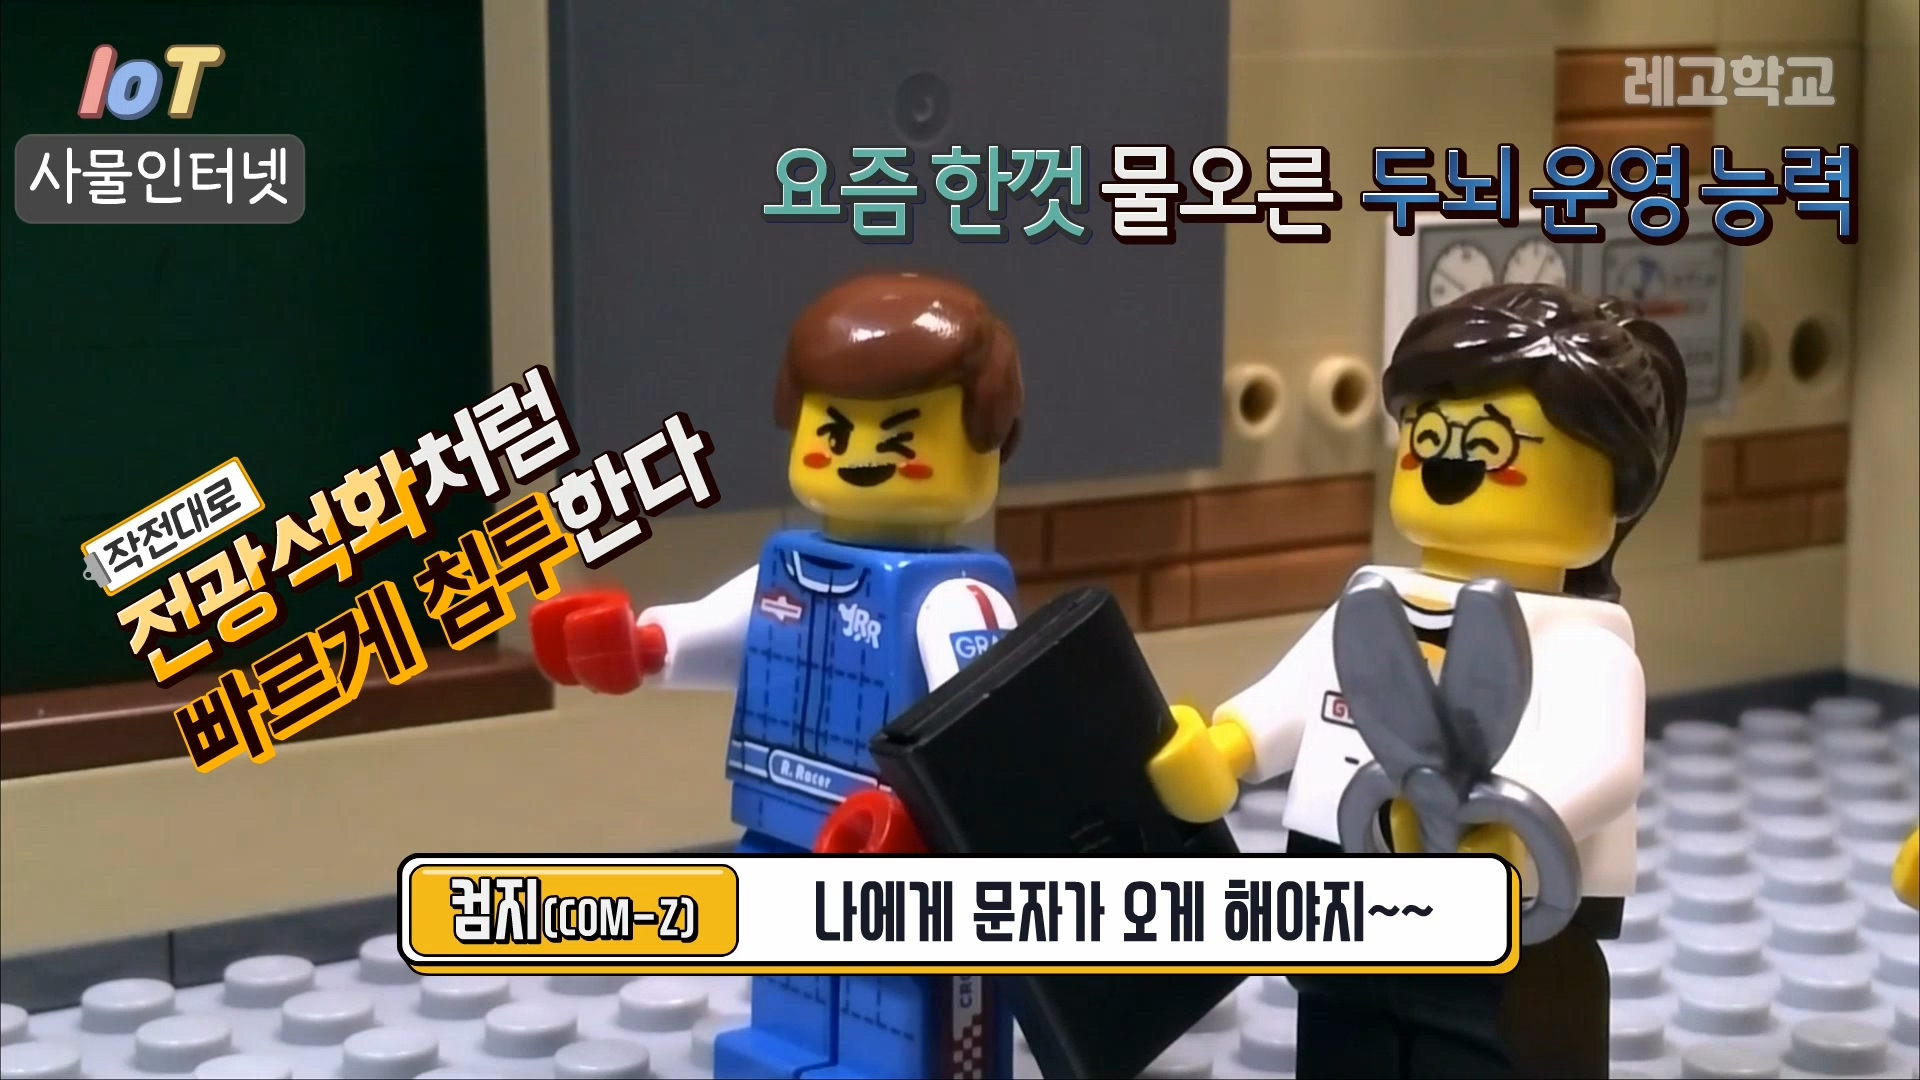 IoT
사물인터넷
레고학교
요즘 한껏 물오른 두뇌 운영 능력
작전대로
전광석화처럼
빠르게 침투한다
YRR
GRA
R. Racer
컴지(COM-Z)
나에게 문자가 오게 해야지~~